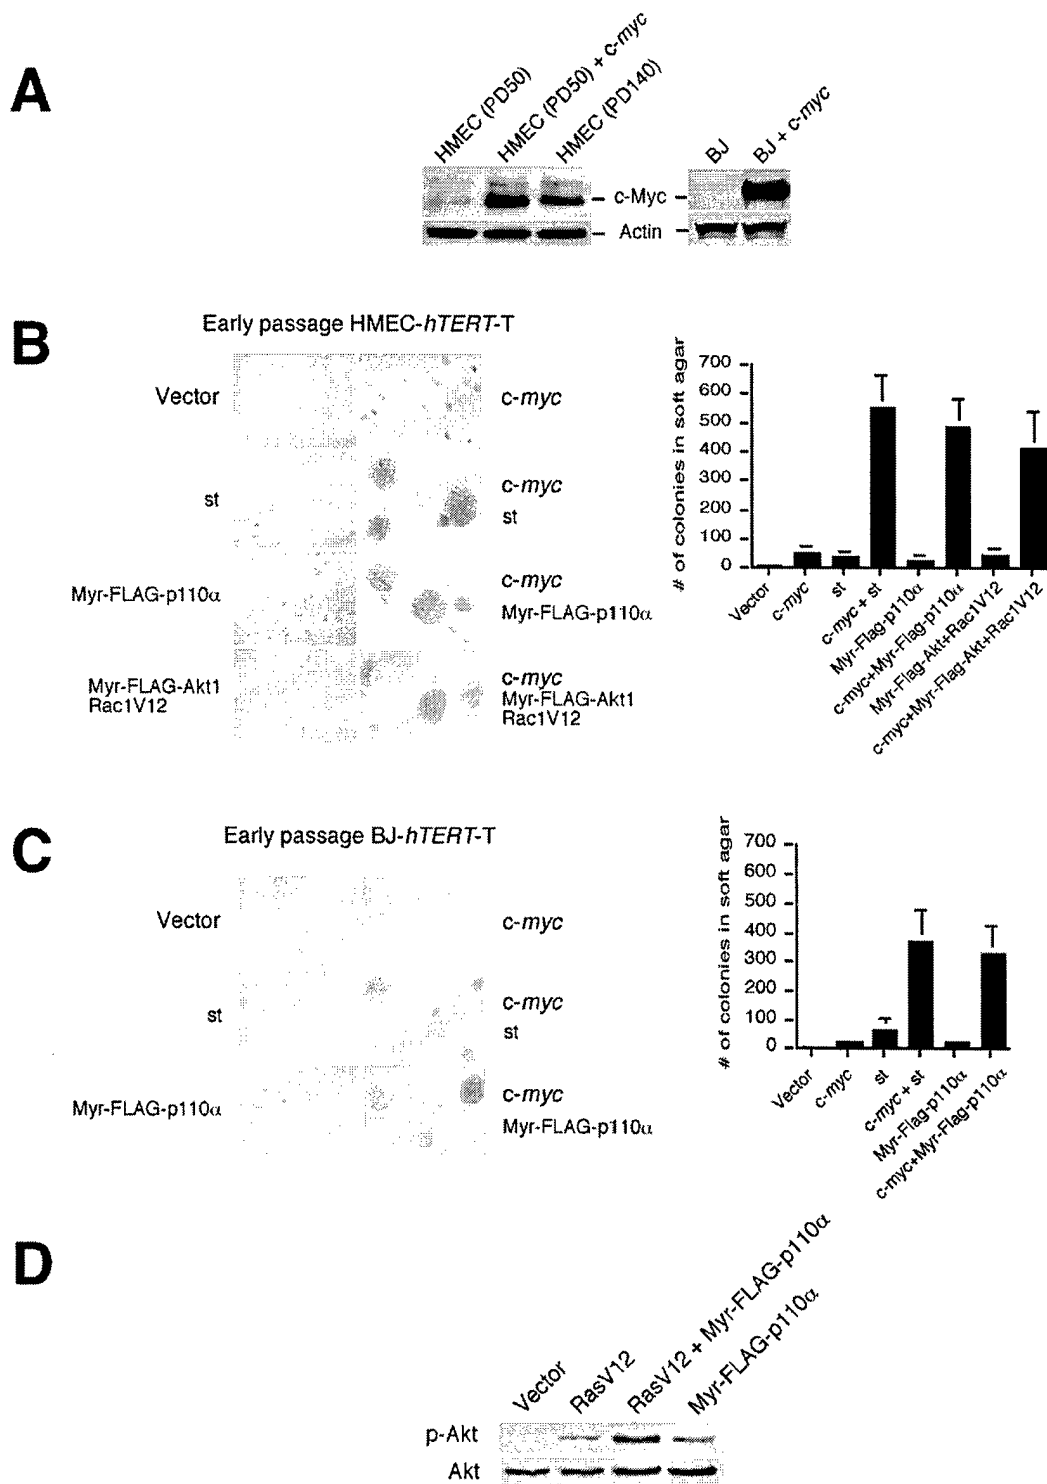 A
HMEC (PD50)
HMEC (PD50) + c-myc
HMEC (PD140)
BJ
BJ + c-myc
c-Myc
Actin
B
Early passage HMEC-hTERT-T
Vector
c-myc
st
c-myc
st
Myr-FLAG-p110α
c-myc
Myr-FLAG-p110α
Myr-FLAG-Akt1
Rac1V12
c-myc
Myr-FLAG-Akt1
Rac1V12
# of colonies in soft agar
700
600
500
400
300
200
100
0
Vector
c-myc
st
c-myc + st
Myr-Flag-p110α
c-myc+Myr-Flag-p110α
Myr-Flag-Akt+Rac1V12
c-myc+Myr-Flag-Akt+Rac1V12
C
Early passage BJ-hTERT-T
Vector
c-myc
st
c-myc
st
Myr-FLAG-p110α
c-myc
Myr-FLAG-p110α
# of colonies in soft agar
700
600
500
400
300
200
100
0
Vector
c-myc
st
c-myc + st
Myr-Flag-p110α
c-myc+Myr-Flag-p110α
D
Vector
RasV12
RasV12 + Myr-FLAG-p110α
Myr-FLAG-p110α
p-Akt
Akt